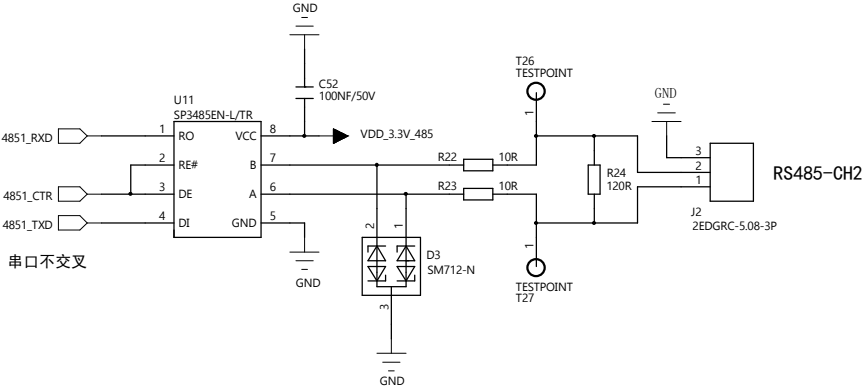 GND
T26
TESTPOINT
C52
100NF/50V
U11
SP3485EN-L/TR
1
GND
4851_RXD
1
RO
VCC
8
VDD_3.3V_485
2
RE#
B
7
R22
10R
3
2
1
RS485-CH2
4851_CTR
3
DE
A
6
R23
10R
R24
120R
4851_TXD
4
DI
GND
5
J2
2EDGRC-5.08-3P
2
1
1
串口不交叉
GND
D3
SM712-N
TESTPOINT
T27
3
GND